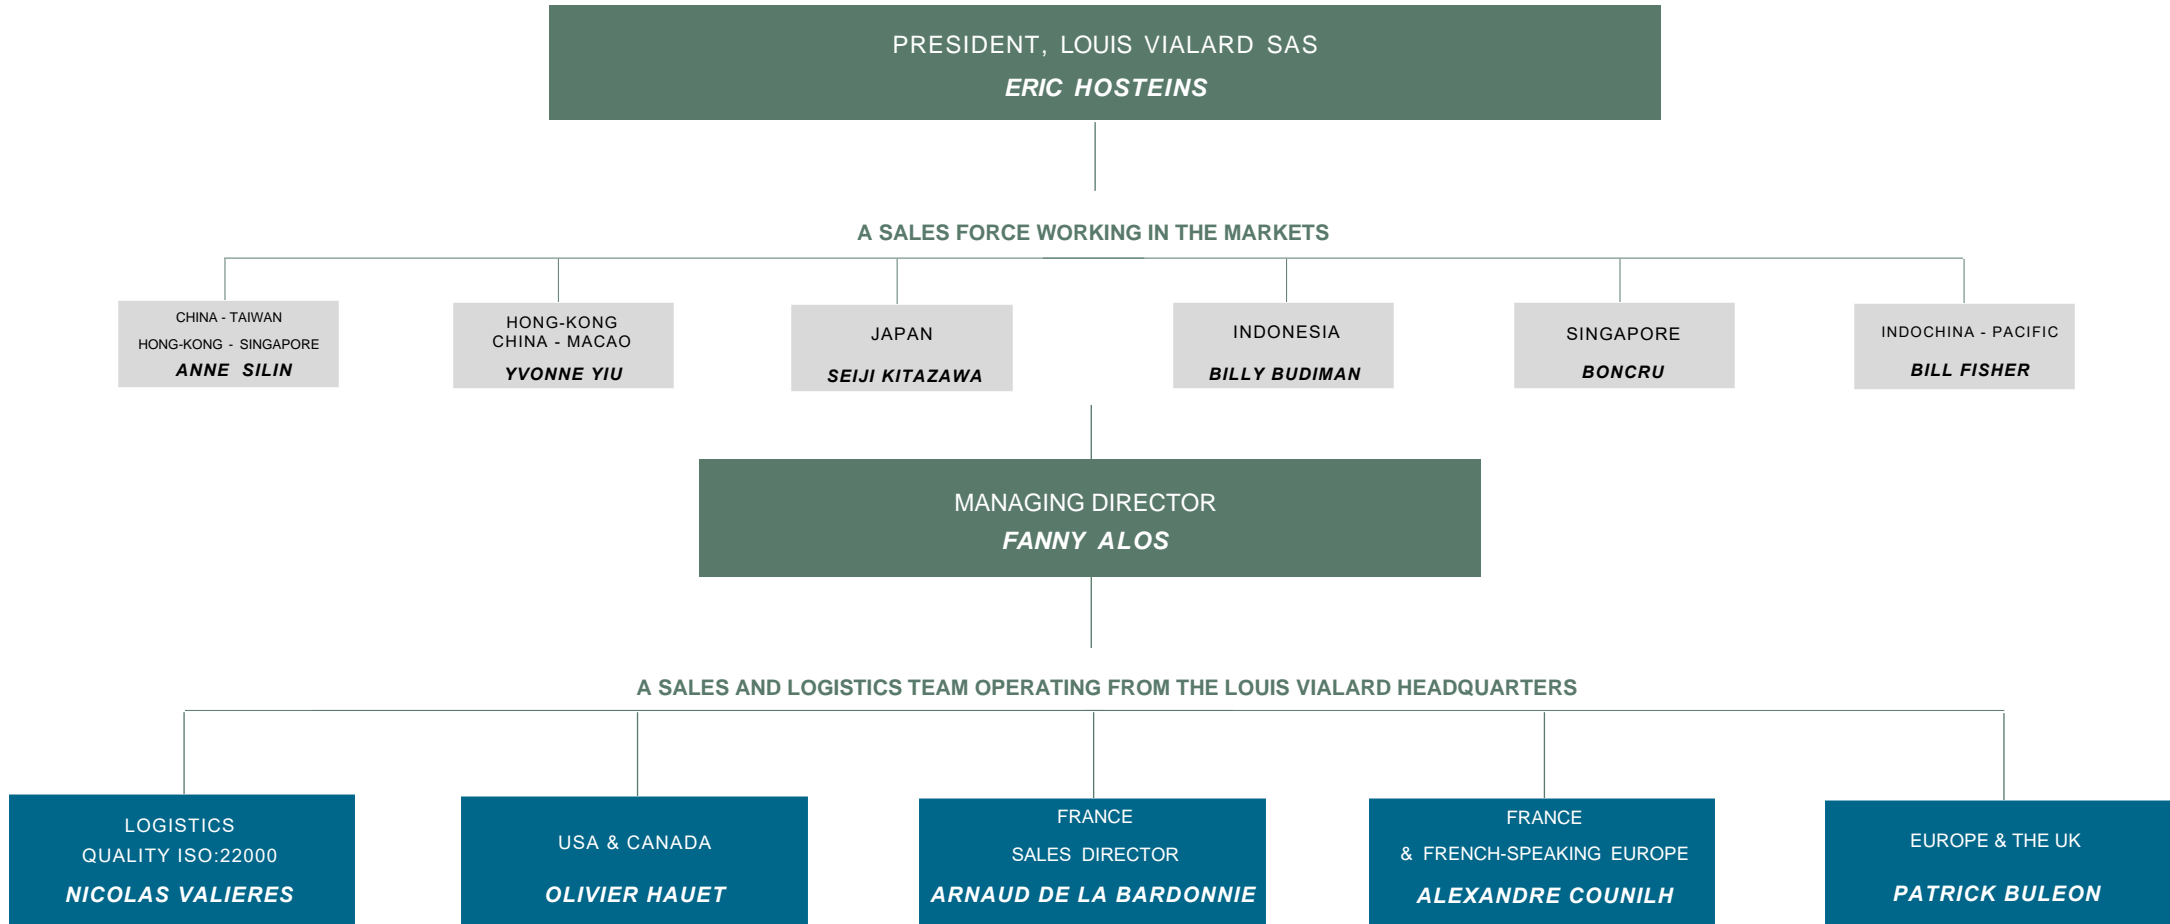 PRESIDENT, LOUIS VIALARD SAS
ERIC HOSTEINS
A SALES FORCE WORKING IN THE MARKETS
CHINA - TAIWAN
HONG-KONG - SINGAPORE
ANNE SILIN
HONG-KONG
CHINA - MACAO
YVONNE YIU
JAPAN
SEIJI KITAZAWA
INDONESIA
BILLY BUDIMAN
SINGAPORE
BONCRU
INDOCHINA - PACIFIC
BILL FISHER
MANAGING DIRECTOR
FANNY ALOS
A SALES AND LOGISTICS TEAM OPERATING FROM THE LOUIS VIALARD HEADQUARTERS
LOGISTICS
QUALITY ISO:22000
NICOLAS VALIERES
USA & CANADA
OLIVIER HAUET
FRANCE
SALES DIRECTOR
ARNAUD DE LA BARDONNIE
FRANCE
& FRENCH-SPEAKING EUROPE
ALEXANDRE COUNILH
EUROPE & THE UK
PATRICK BULEON